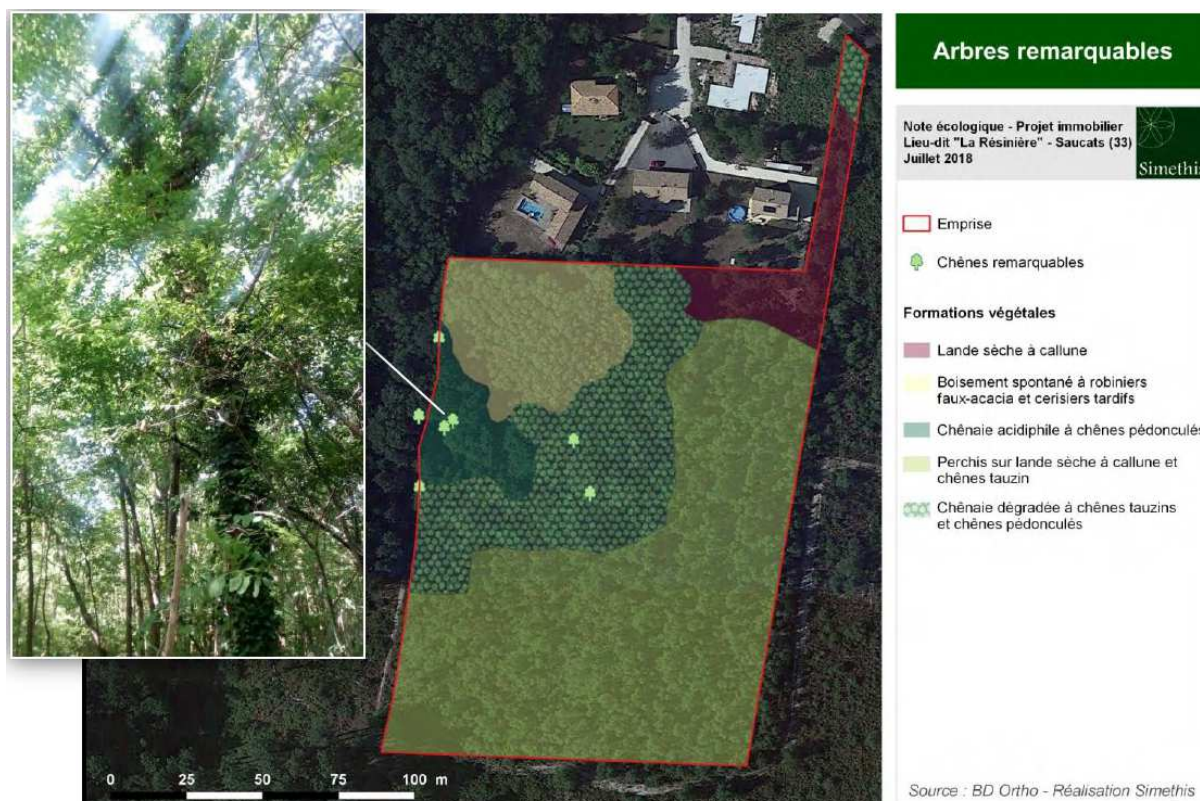 Arbres remarquables
Note écologique - Projet immobilier
Lieu-dit "La Résinière" - Saucats (33)
Juillet 2018
Simethis
Emprise
Chênes remarquables
Formations végétales
Lande sèche à callune
Boisement spontané à robiniers
faux-acacia et cerisiers tardifs
Chênaie acidiphile à chênes pédonculés
Perchis sur lande sèche à callune et
chênes tauzin
Chênaie dégradée à chênes tauzins
et chênes pédonculés
0 25 50 75 100 m
Source : BD Ortho - Réalisation Simethis